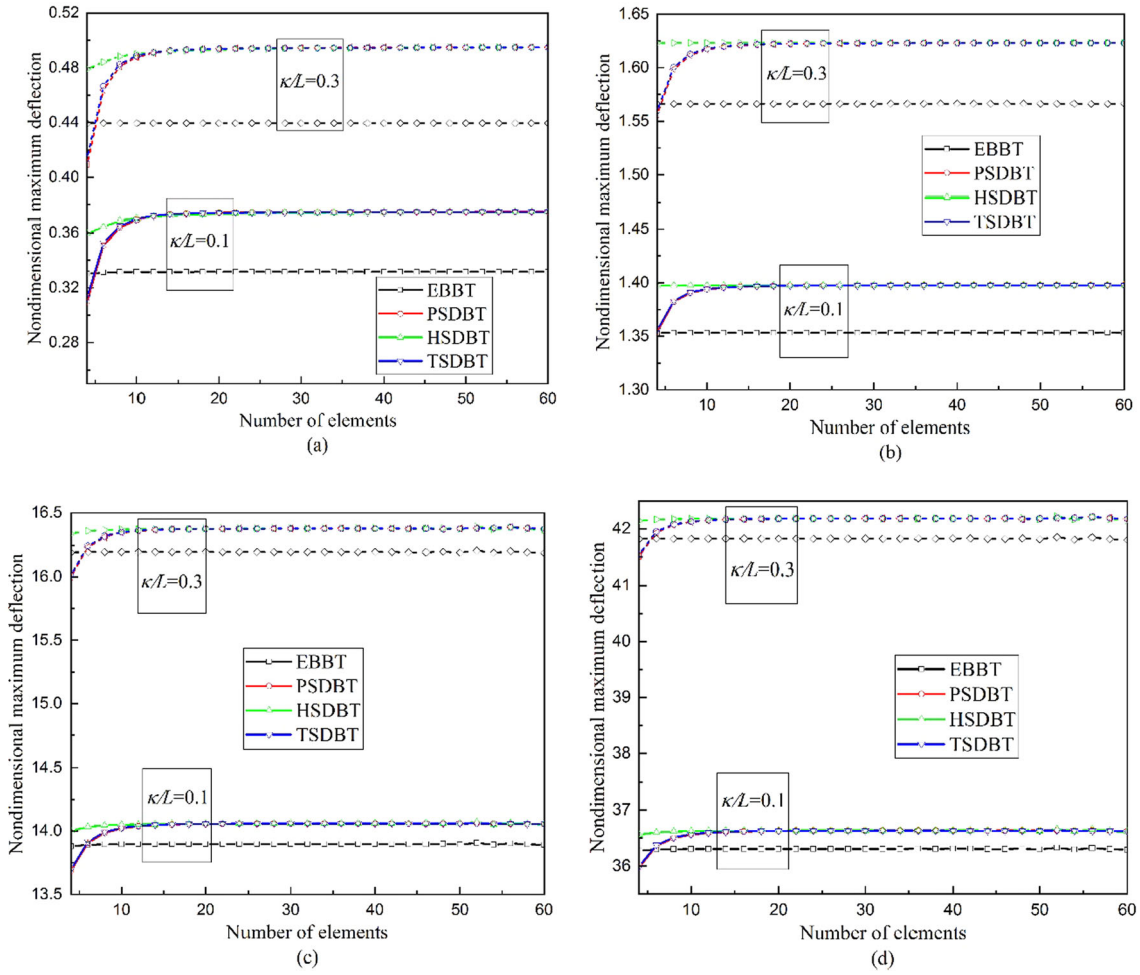 0.52
0.48
0.44
0.40
0.36
0.32
0.28
Nondimensional maximum deflection
κ/L=0.3
κ/L=0.1
EBBT
PSDBT
HSDBT
TSDBT
10 20 30 40 50 60
Number of elements
(a)
1.65
1.60
1.55
1.50
1.45
1.40
1.35
1.30
Nondimensional maximum deflection
κ/L=0.3
EBBT
PSDBT
HSDBT
TSDBT
κ/L=0.1
10 20 30 40 50 60
Number of elements
(b)
16.5
16.0
15.5
15.0
14.5
14.0
13.5
Nondimensional maximum deflection
κ/L=0.3
EBBT
PSDBT
HSDBT
TSDBT
κ/L=0.1
10 20 30 40 50 60
Number of elements
(c)
42
41
40
39
38
37
36
Nondimensional maximum deflection
κ/L=0.3
EBBT
PSDBT
HSDBT
TSDBT
κ/L=0.1
10 20 30 40 50 60
Number of elements
(d)